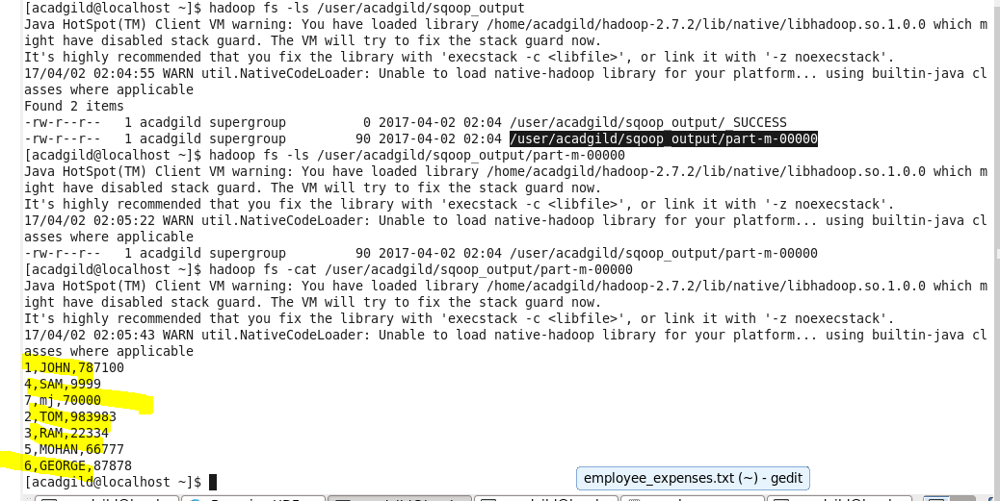 [acadgild@localhost ~]$ hadoop fs -ls /user/acadgild/sqoop_output
Java HotSpot(TM) Client VM warning: You have loaded library /home/acadgild/hadoop-2.7.2/lib/native/libhadoop.so.1.0.0 which m
ight have disabled stack guard. The VM will try to fix the stack guard now.
It's highly recommended that you fix the library with 'execstack -c <libfile>', or link it with '-z noexecstack'.
17/04/02 02:04:55 WARN util.NativeCodeLoader: Unable to load native-hadoop library for your platform... using builtin-java cl
asses where applicable
Found 2 items
-rw-r--r--   1 acadgild supergroup          0 2017-04-02 02:04 /user/acadgild/sqoop_output/_SUCCESS
-rw-r--r--   1 acadgild supergroup         90 2017-04-02 02:04 /user/acadgild/sqoop_output/part-m-00000
[acadgild@localhost ~]$ hadoop fs -ls /user/acadgild/sqoop_output/part-m-00000
Java HotSpot(TM) Client VM warning: You have loaded library /home/acadgild/hadoop-2.7.2/lib/native/libhadoop.so.1.0.0 which m
ight have disabled stack guard. The VM will try to fix the stack guard now.
It's highly recommended that you fix the library with 'execstack -c <libfile>', or link it with '-z noexecstack'.
17/04/02 02:05:22 WARN util.NativeCodeLoader: Unable to load native-hadoop library for your platform... using builtin-java cl
asses where applicable
-rw-r--r--   1 acadgild supergroup         90 2017-04-02 02:04 /user/acadgild/sqoop_output/part-m-00000
[acadgild@localhost ~]$ hadoop fs -cat /user/acadgild/sqoop_output/part-m-00000
Java HotSpot(TM) Client VM warning: You have loaded library /home/acadgild/hadoop-2.7.2/lib/native/libhadoop.so.1.0.0 which m
ight have disabled stack guard. The VM will try to fix the stack guard now.
It's highly recommended that you fix the library with 'execstack -c <libfile>', or link it with '-z noexecstack'.
17/04/02 02:05:43 WARN util.NativeCodeLoader: Unable to load native-hadoop library for your platform... using builtin-java cl
asses where applicable
1,JOHN,787100
4,SAM,9999
7,mj,70000
2,TOM,983983
3,RAM,22334
5,MOHAN,66777
6,GEORGE,87878
[acadgild@localhost ~]$
employee_expenses.txt (~) - gedit